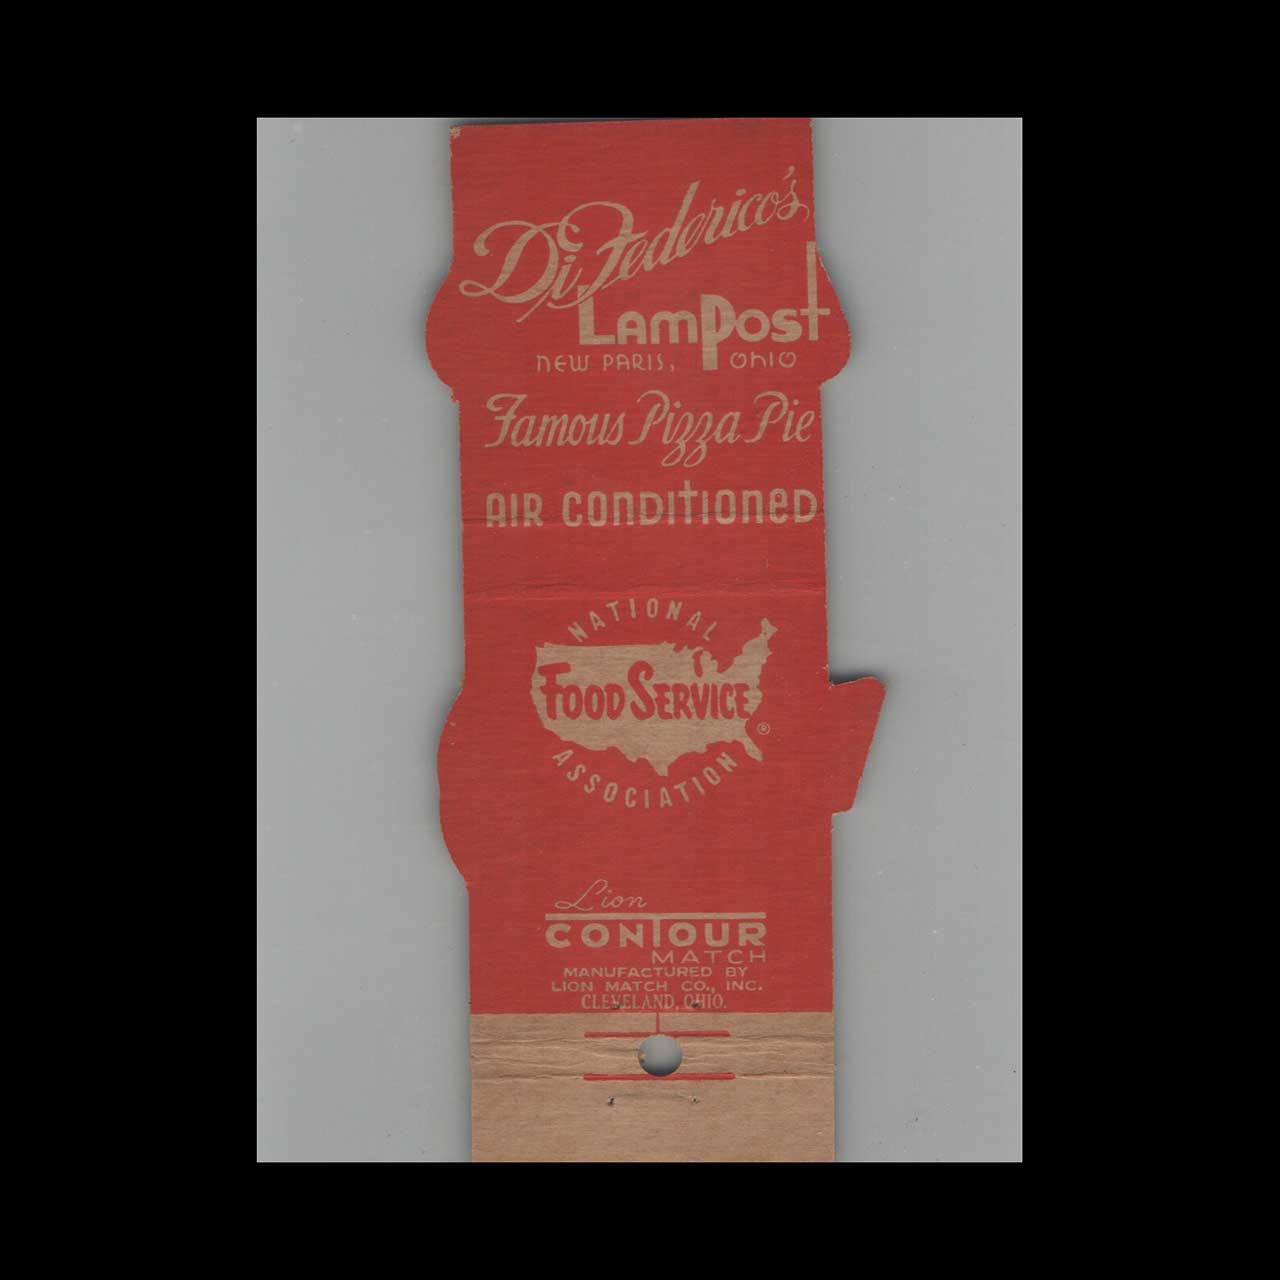 DiFederico's
LamPost
NEW PARIS, OHIO
Famous Pizza Pie
AIR CONDITIONED
NATIONAL
FOOD SERVICE
®
ASSOCIATION
Lion
CONTOUR
MATCH
MANUFACTURED BY
LION MATCH CO., INC.
CLEVELAND, OHIO.